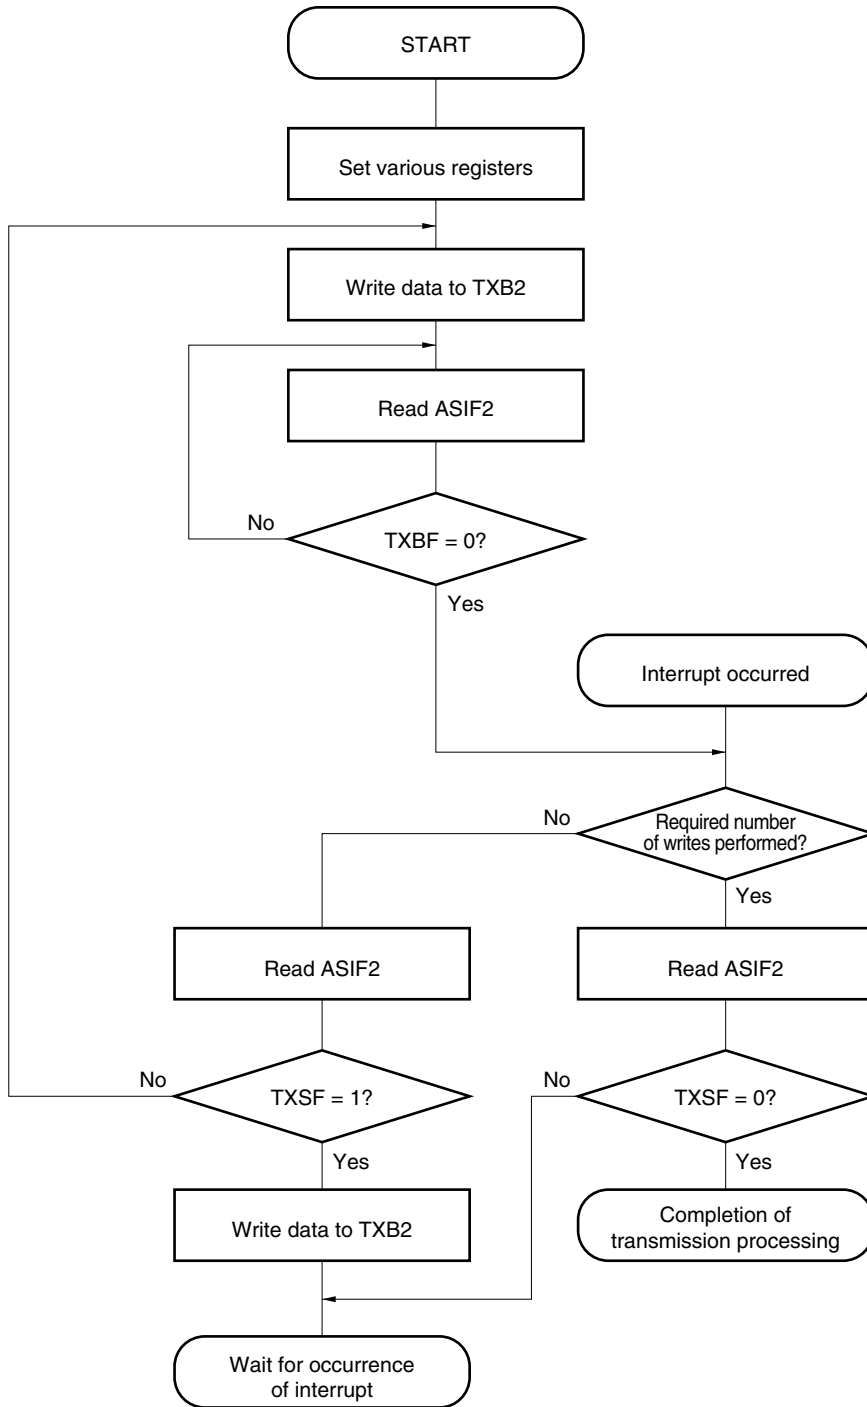 START
Set various registers
Write data to TXB2
Read ASIF2
No
TXBF = 0?
Yes
Interrupt occurred
No
Required number
of writes performed?
Yes
Read ASIF2
Read ASIF2
No
TXSF = 1?
No
TXSF = 0?
Yes
Yes
Write data to TXB2
Completion of
transmission processing
Wait for occurrence
of interrupt